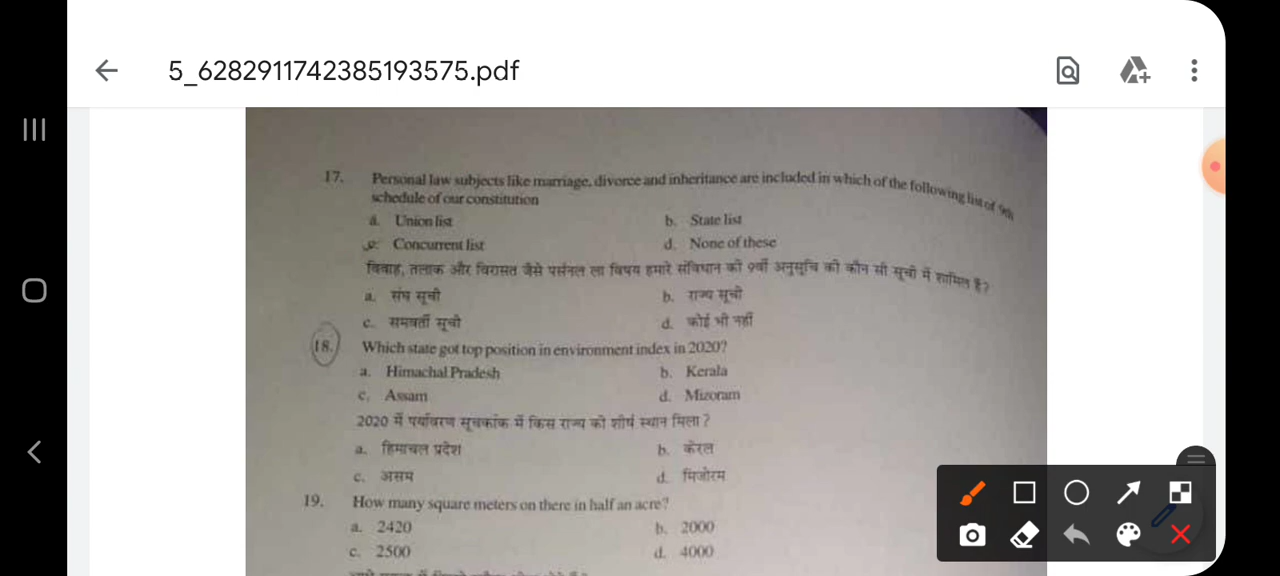 5_6282911742385193575.pdf
17. Personal law subjects like marriage, divorce and inheritance are included in which of the following list of 9th
schedule of our constitution
a. Union list b. State list
c. Concurrent list d. None of these
विवाह, तलाक और विरासत जैसे पर्सनल ला विषय हमारे संविधान की 9वीं अनुसूचि की कौन सी सूची में शामिल है?
a. संघ सूची b. राज्य सूची
c. समवर्ती सूची d. कोई भी नहीं
18. Which state got top position in environment index in 2020?
a. Himachal Pradesh b. Kerala
c. Assam d. Mizoram
2020 में पर्यावरण सूचकांक में किस राज्य को शीर्ष स्थान मिला?
a. हिमाचल प्रदेश b. केरल
c. असम d. मिजोरम
19. How many square meters on there in half an acre?
a. 2420 b. 2000
c. 2500 d. 4000